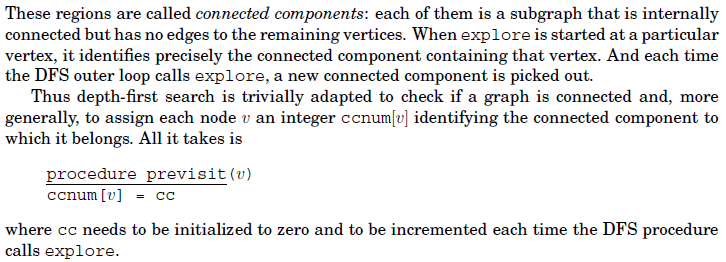 These regions are called connected components: each of them is a subgraph that is internally
connected but has no edges to the remaining vertices. When explore is started at a particular
vertex, it identifies precisely the connected component containing that vertex. And each time
the DFS outer loop calls explore, a new connected component is picked out.
Thus depth-first search is trivially adapted to check if a graph is connected and, more
generally, to assign each node v an integer ccnum[v] identifying the connected component to
which it belongs. All it takes is
procedure previsit(v)
ccnum[v] = cc
where cc needs to be initialized to zero and to be incremented each time the DFS procedure
calls explore.